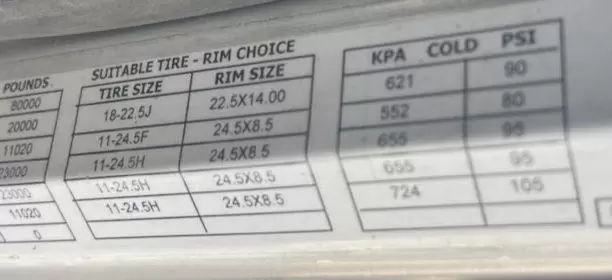 POUNDS SUITABLE TIRE - RIM CHOICE KPA COLD PSI
80000 TIRE SIZE RIM SIZE 621 90
20000 18-22.5J 22.5X14.00 552 80
11020 11-24.5F 24.5X8.5 655 95
23000 11-24.5H 24.5X8.5 655 95
23000 11-24.5H 24.5X8.5 724 105
11020 11-24.5H 24.5X8.5
0